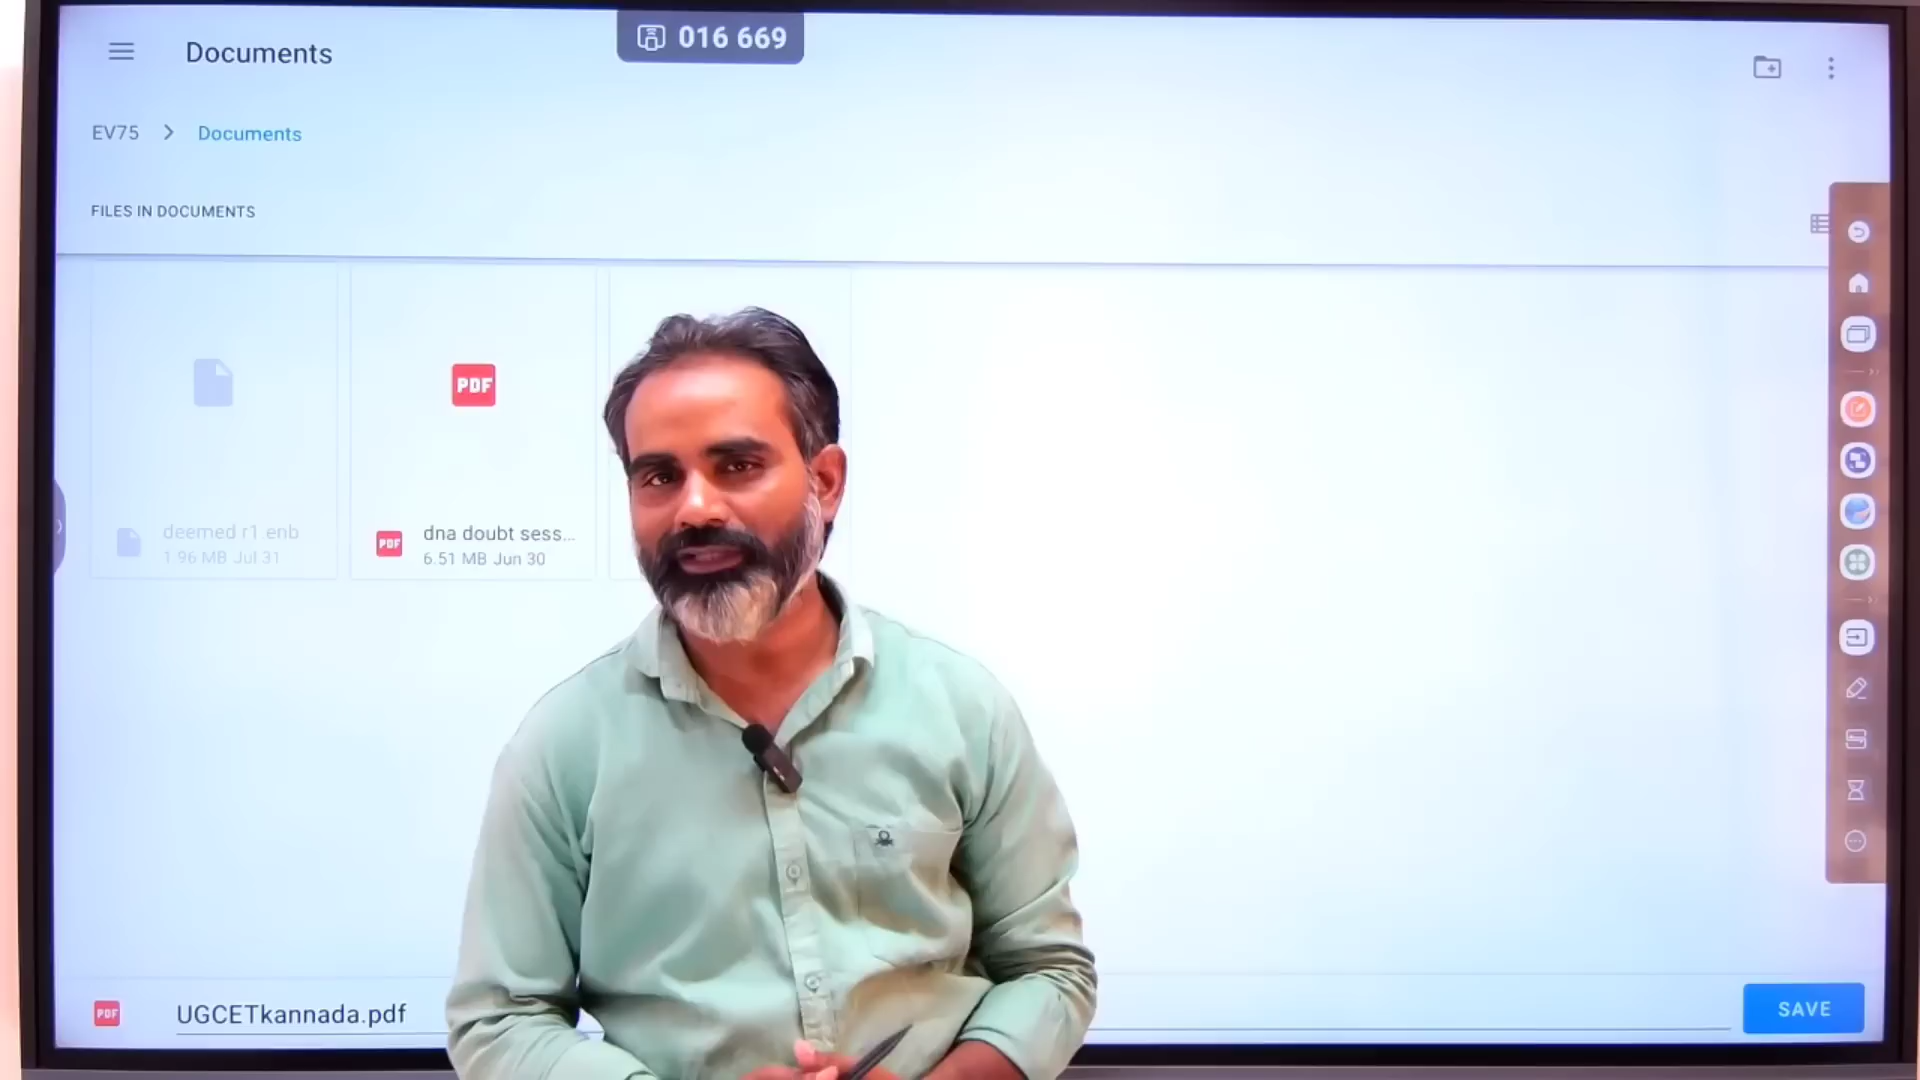 Documents
016 669
EV75 > Documents
FILES IN DOCUMENTS
PDF
deemed r1 enb
1.96 MB Jul 31
PDF
dna doubt sess...
6.51 MB Jun 30
PDF
UGCETkannada.pdf
SAVE